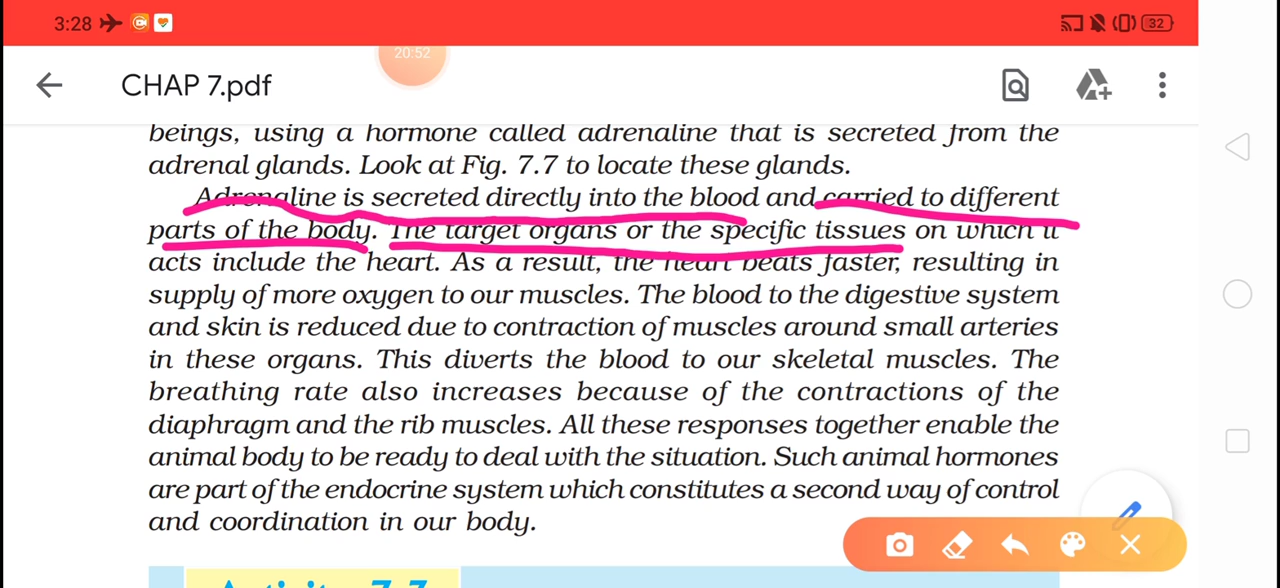 3:28
32
20:52
CHAP 7.pdf
beings, using a hormone called adrenaline that is secreted from the
adrenal glands. Look at Fig. 7.7 to locate these glands.
Adrenaline is secreted directly into the blood and carried to different
parts of the body. The target organs or the specific tissues on which it
acts include the heart. As a result, the heart beats faster, resulting in
supply of more oxygen to our muscles. The blood to the digestive system
and skin is reduced due to contraction of muscles around small arteries
in these organs. This diverts the blood to our skeletal muscles. The
breathing rate also increases because of the contractions of the
diaphragm and the rib muscles. All these responses together enable the
animal body to be ready to deal with the situation. Such animal hormones
are part of the endocrine system which constitutes a second way of control
and coordination in our body.
Activity 7.3